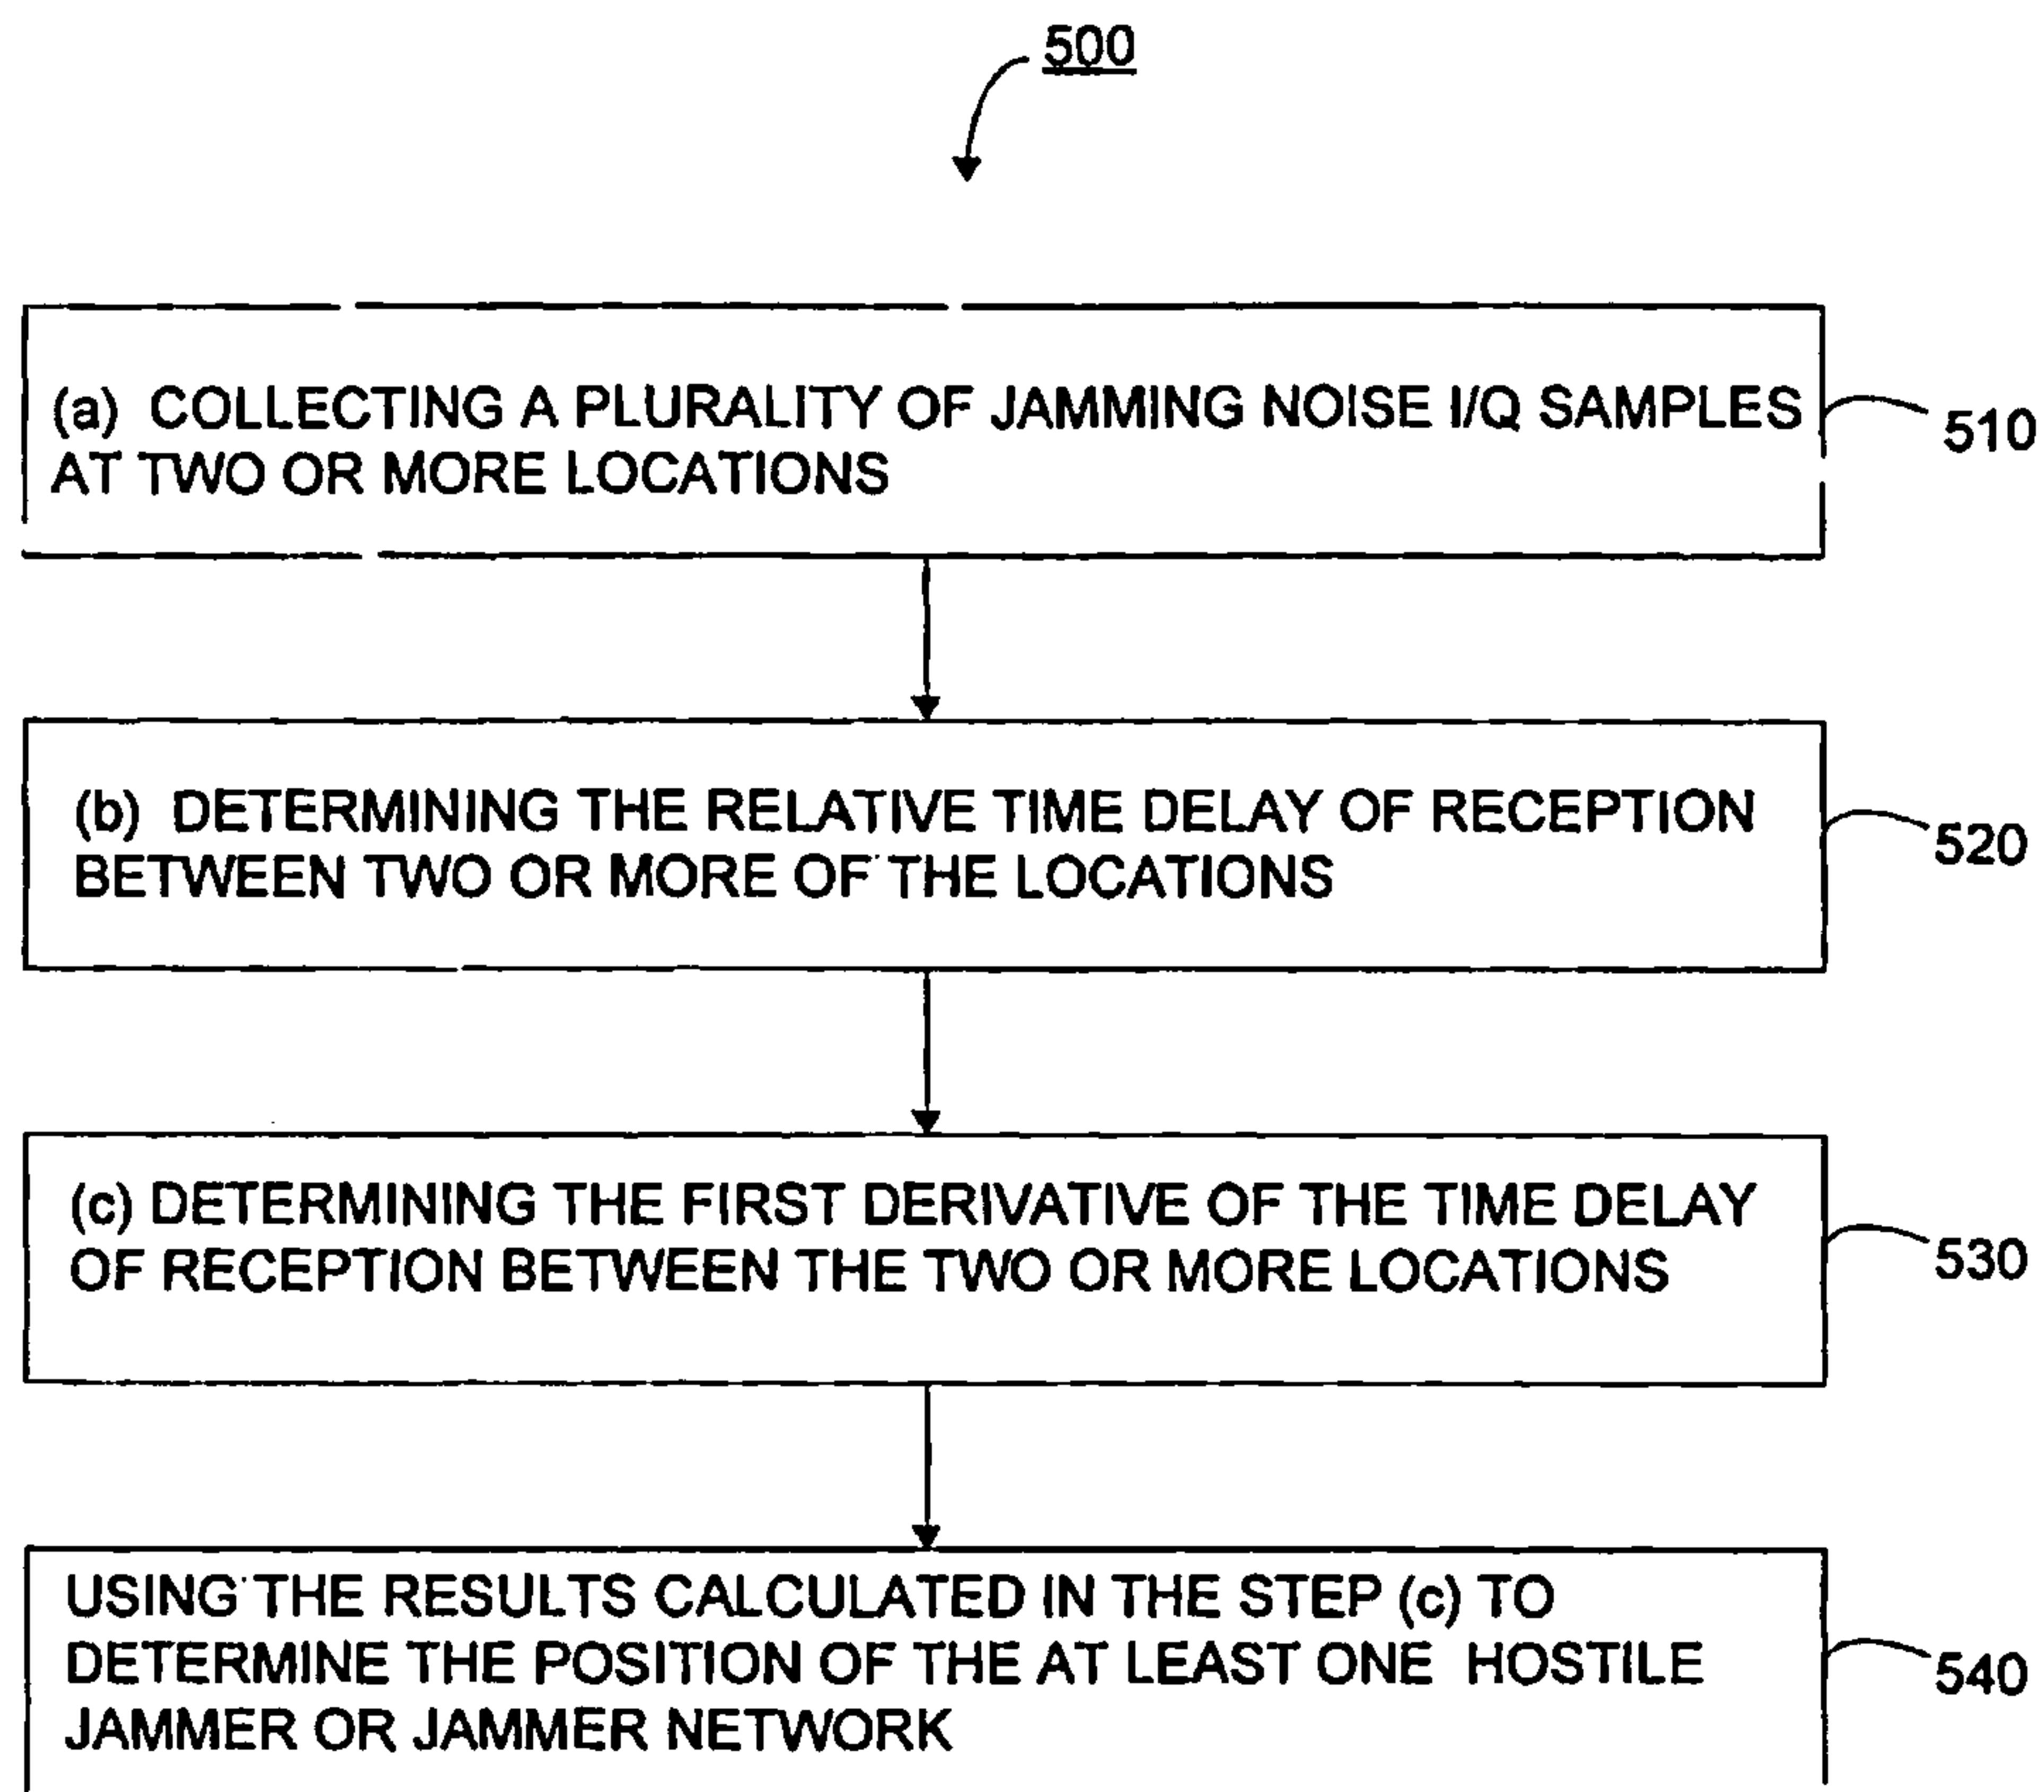 500
(a) COLLECTING A PLURALITY OF JAMMING NOISE I/Q SAMPLES
AT TWO OR MORE LOCATIONS
510
(b) DETERMINING THE RELATIVE TIME DELAY OF RECEPTION
BETWEEN TWO OR MORE OF THE LOCATIONS
520
(c) DETERMINING THE FIRST DERIVATIVE OF THE TIME DELAY
OF RECEPTION BETWEEN THE TWO OR MORE LOCATIONS
530
USING THE RESULTS CALCULATED IN THE STEP (c) TO
DETERMINE THE POSITION OF THE AT LEAST ONE HOSTILE
JAMMER OR JAMMER NETWORK
540